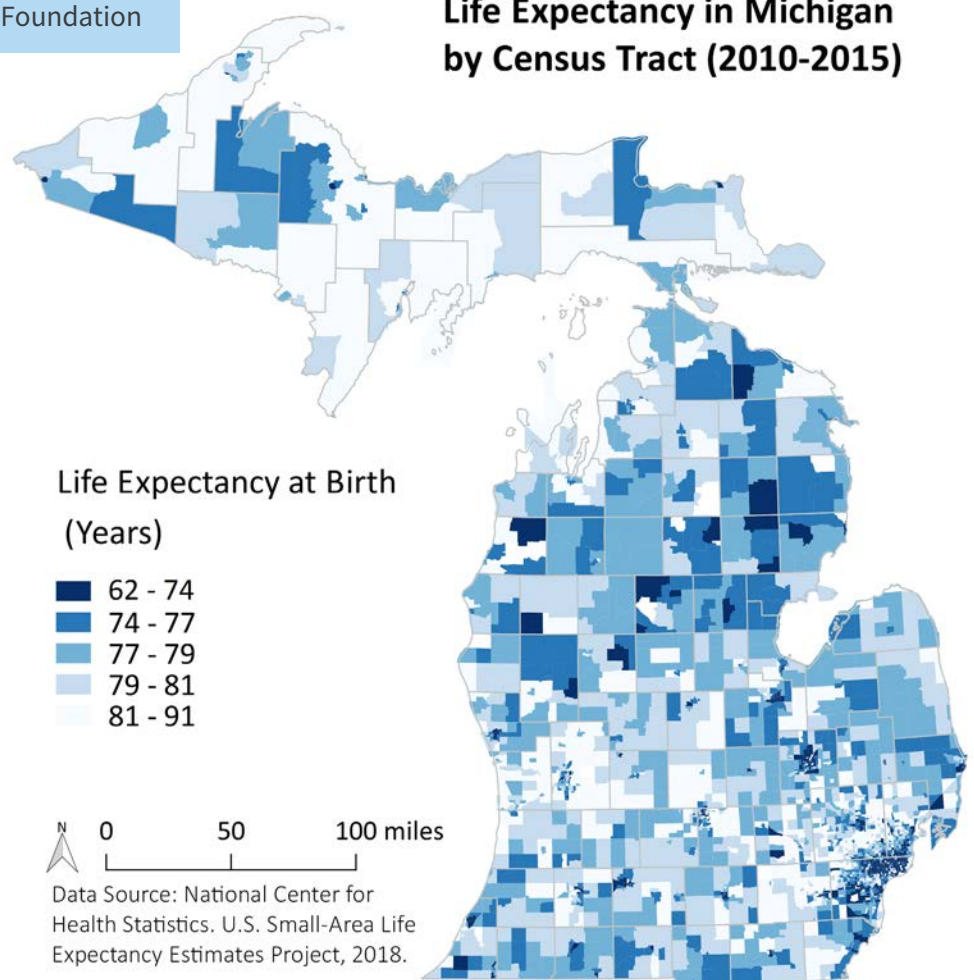 Foundation
Life Expectancy in Michigan
by Census Tract (2010-2015)
Life Expectancy at Birth
(Years)
62 - 74
74 - 77
77 - 79
79 - 81
81 - 91
N
0 50 100 miles
Data Source: National Center for
Health Statistics. U.S. Small-Area Life
Expectancy Estimates Project, 2018.